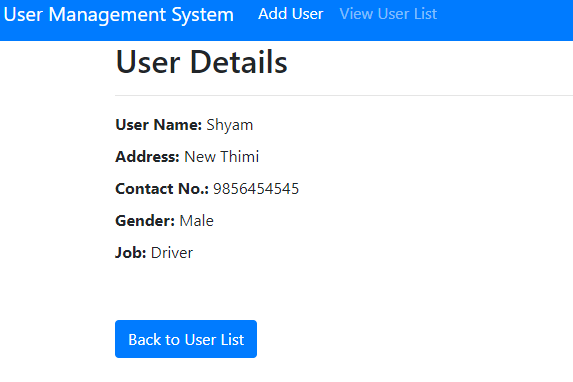 User Management System Add User View User List
User Details
User Name: Shyam
Address: New Thimi
Contact No.: 9856454545
Gender: Male
Job: Driver
Back to User List